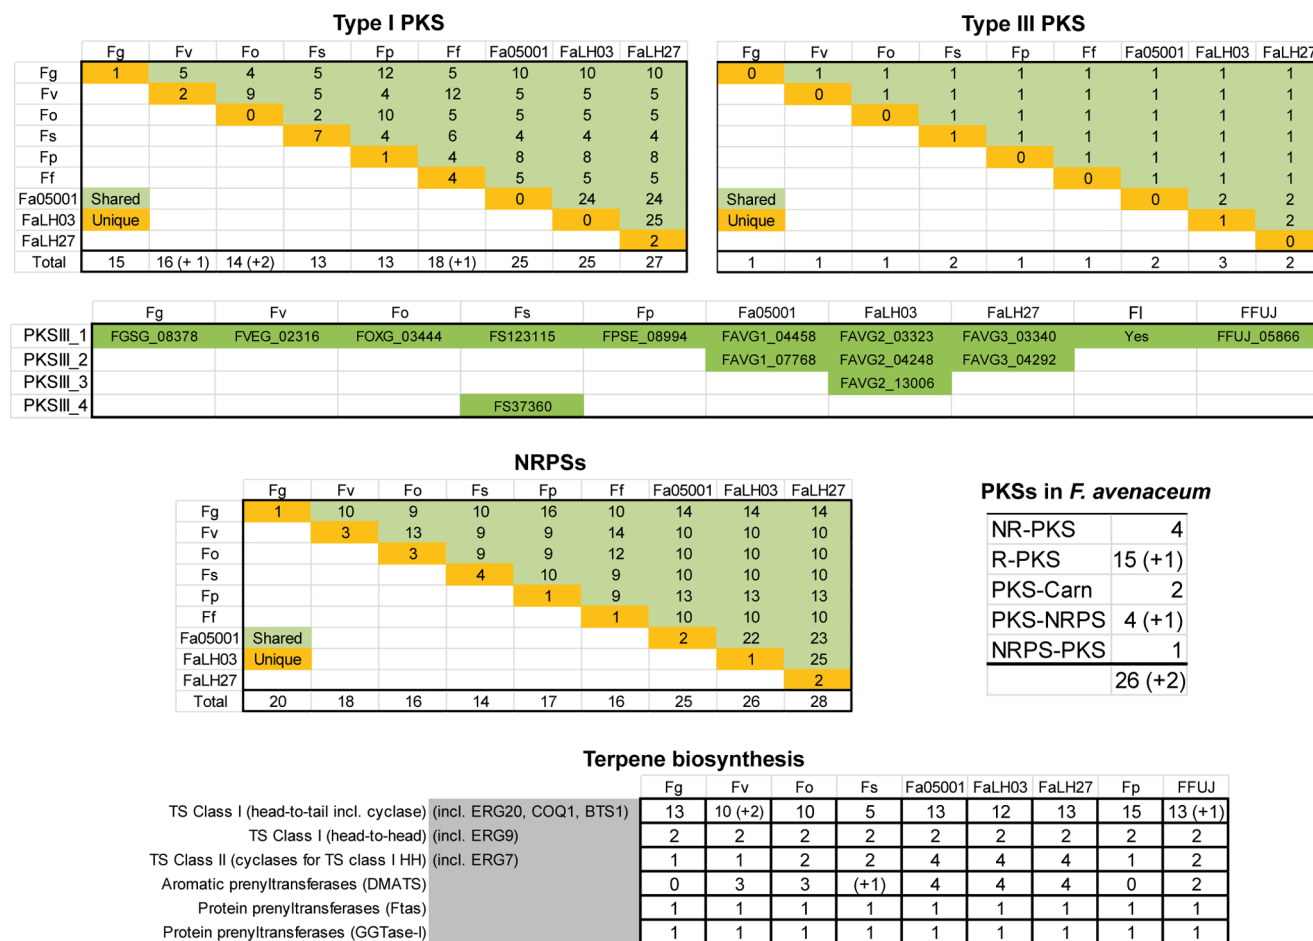 Type I PKS
Fg Fv Fo Fs Fp Ff Fa05001 FaLH03 FaLH27
Fg 1 5 4 5 12 5 10 10 10
Fv 2 9 5 4 12 5 5 5
Fo 0 2 10 5 5 5 5
Fs 7 4 6 4 4 4
Fp 1 4 8 8 8
Ff 4 5 5 5
Fa05001 Shared 0 24 24
FaLH03 Unique 0 25
FaLH27 2
Total 15 16 (+ 1) 14 (+2) 13 13 18 (+1) 25 25 27
Type III PKS
Fg Fv Fo Fs Fp Ff Fa05001 FaLH03 FaLH27
Fg 0 1 1 1 1 1 1 1 1
Fv 0 1 1 1 1 1 1 1
Fo 0 1 1 1 1 1 1
Fs 1 1 1 1 1 1
Fp 0 1 1 1 1
Ff 0 1 1 1
Fa05001 Shared 0 2 2
FaLH03 Unique 1 2
FaLH27 0
Total 1 1 1 2 1 1 2 3 2
Fg Fv Fo Fs Fp Fa05001 FaLH03 FaLH27 FI FFUJ
PKSIII_1 FGSG_08378 FVEG_02316 FOXG_03444 FS123115 FPSE_08994 FAVG1_04458 FAVG2_03323 FAVG3_03340 Yes FFUJ_05866
PKSIII_2 FAVG1_07768 FAVG2_04248 FAVG3_04292
PKSIII_3 FAVG2_13006
PKSIII_4 FS37360
NRPSs
Fg Fv Fo Fs Fp Ff Fa05001 FaLH03 FaLH27
Fg 1 10 9 10 16 10 14 14 14
Fv 3 13 9 9 14 10 10 10
Fo 3 9 9 12 10 10 10
Fs 4 10 9 10 10 10
Fp 1 9 13 13 13
Ff 1 10 10 10
Fa05001 Shared 2 22 23
FaLH03 Unique 1 25
FaLH27 2
Total 20 18 16 14 17 16 25 26 28
PKSs in F. avenaceum
NR-PKS 4
R-PKS 15 (+1)
PKS-Carn 2
PKS-NRPS 4 (+1)
NRPS-PKS 1
26 (+2)
Terpene biosynthesis
Fg Fv Fo Fs Fa05001 FaLH03 FaLH27 Fp FFUJ
TS Class I (head-to-tail incl. cyclase) (incl. ERG20, COQ1, BTS1) 13 10 (+2) 10 5 13 12 13 15 13 (+1)
TS Class I (head-to-head) (incl. ERG9) 2 2 2 2 2 2 2 2 2
TS Class II (cyclases for TS class I HH) (incl. ERG7) 1 1 2 2 4 4 4 1 2
Aromatic prenyltransferases (DMATS) 0 3 3 (+1) 4 4 4 0 2
Protein prenyltransferases (Ftas) 1 1 1 1 1 1 1 1 1
Protein prenyltransferases (GGTase-I) 1 1 1 1 1 1 1 1 1